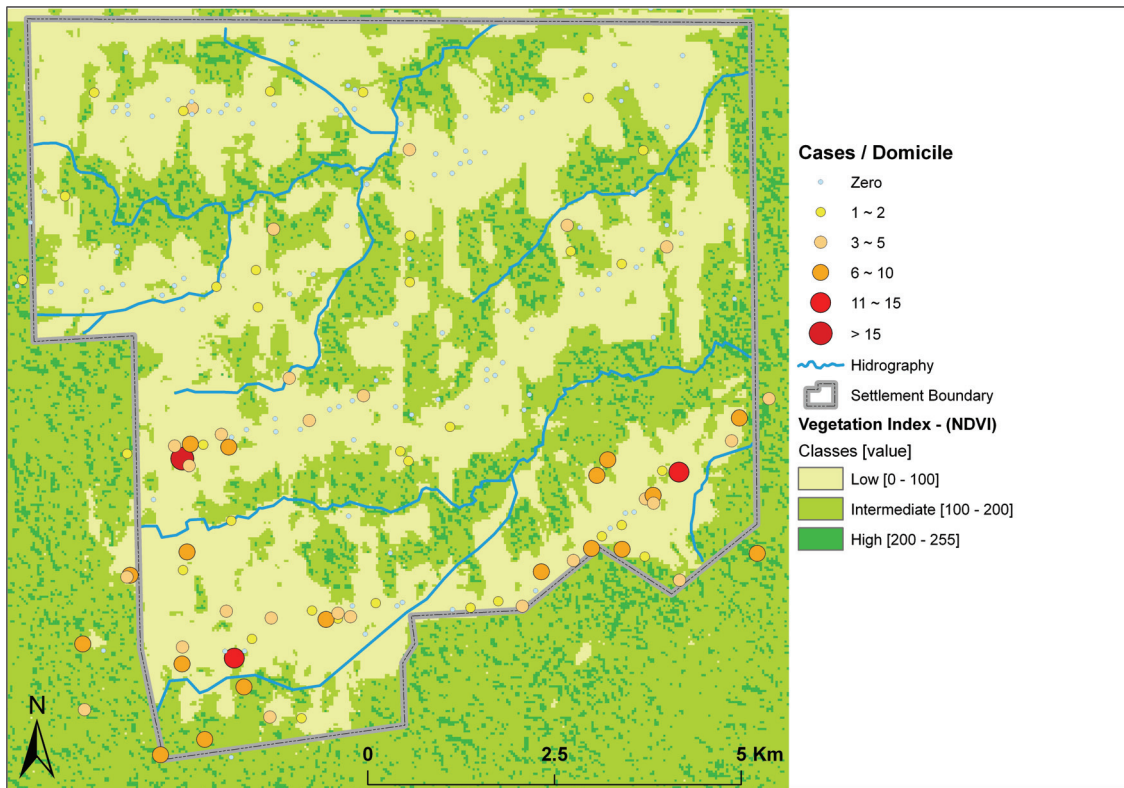 Cases / Domicile
Zero
1 ~ 2
3 ~ 5
6 ~ 10
11 ~ 15
> 15
Hidrography
Settlement Boundary
Vegetation Index - (NDVI)
Classes [value]
Low [0 - 100]
Intermediate [100 - 200]
High [200 - 255]
N
0 2.5 5 Km